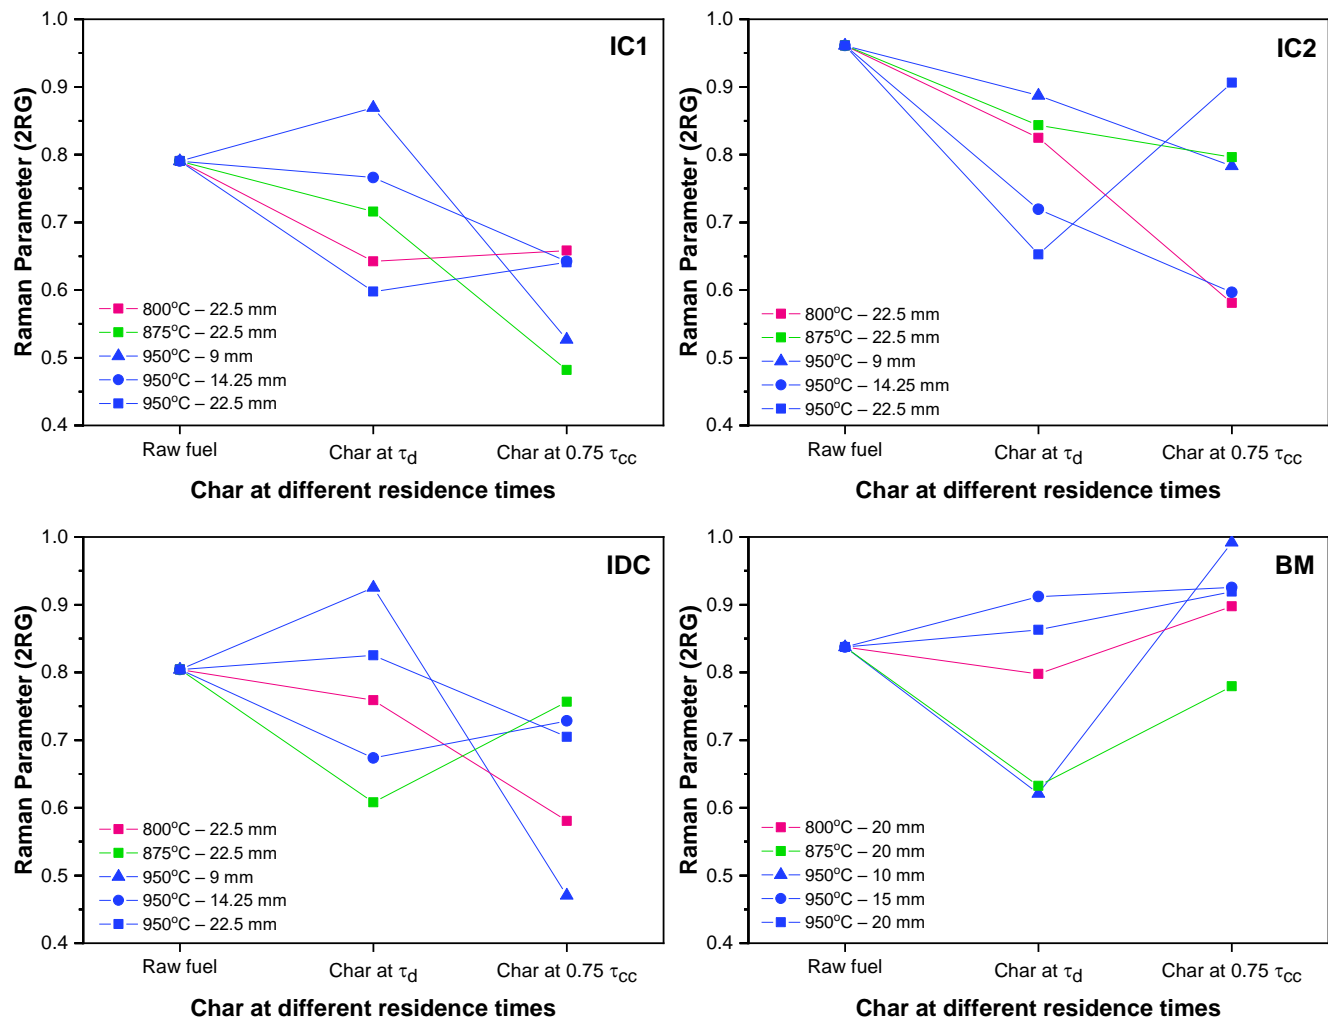 IC1
Raman Parameter (2RG)
1.0
0.9
0.8
0.7
0.6
0.5
0.4
800°C – 22.5 mm
875°C – 22.5 mm
950°C – 9 mm
950°C – 14.25 mm
950°C – 22.5 mm
Raw fuel Char at τd Char at 0.75 τcc
Char at different residence times
IC2
Raman Parameter (2RG)
1.0
0.9
0.8
0.7
0.6
0.5
0.4
800°C – 22.5 mm
875°C – 22.5 mm
950°C – 9 mm
950°C – 14.25 mm
950°C – 22.5 mm
Raw fuel Char at τd Char at 0.75 τcc
Char at different residence times
IDC
Raman Parameter (2RG)
1.0
0.9
0.8
0.7
0.6
0.5
0.4
800°C – 22.5 mm
875°C – 22.5 mm
950°C – 9 mm
950°C – 14.25 mm
950°C – 22.5 mm
Raw fuel Char at τd Char at 0.75 τcc
Char at different residence times
BM
Raman Parameter (2RG)
1.0
0.9
0.8
0.7
0.6
0.5
0.4
800°C – 20 mm
875°C – 20 mm
950°C – 10 mm
950°C – 15 mm
950°C – 20 mm
Raw fuel Char at τd Char at 0.75 τcc
Char at different residence times